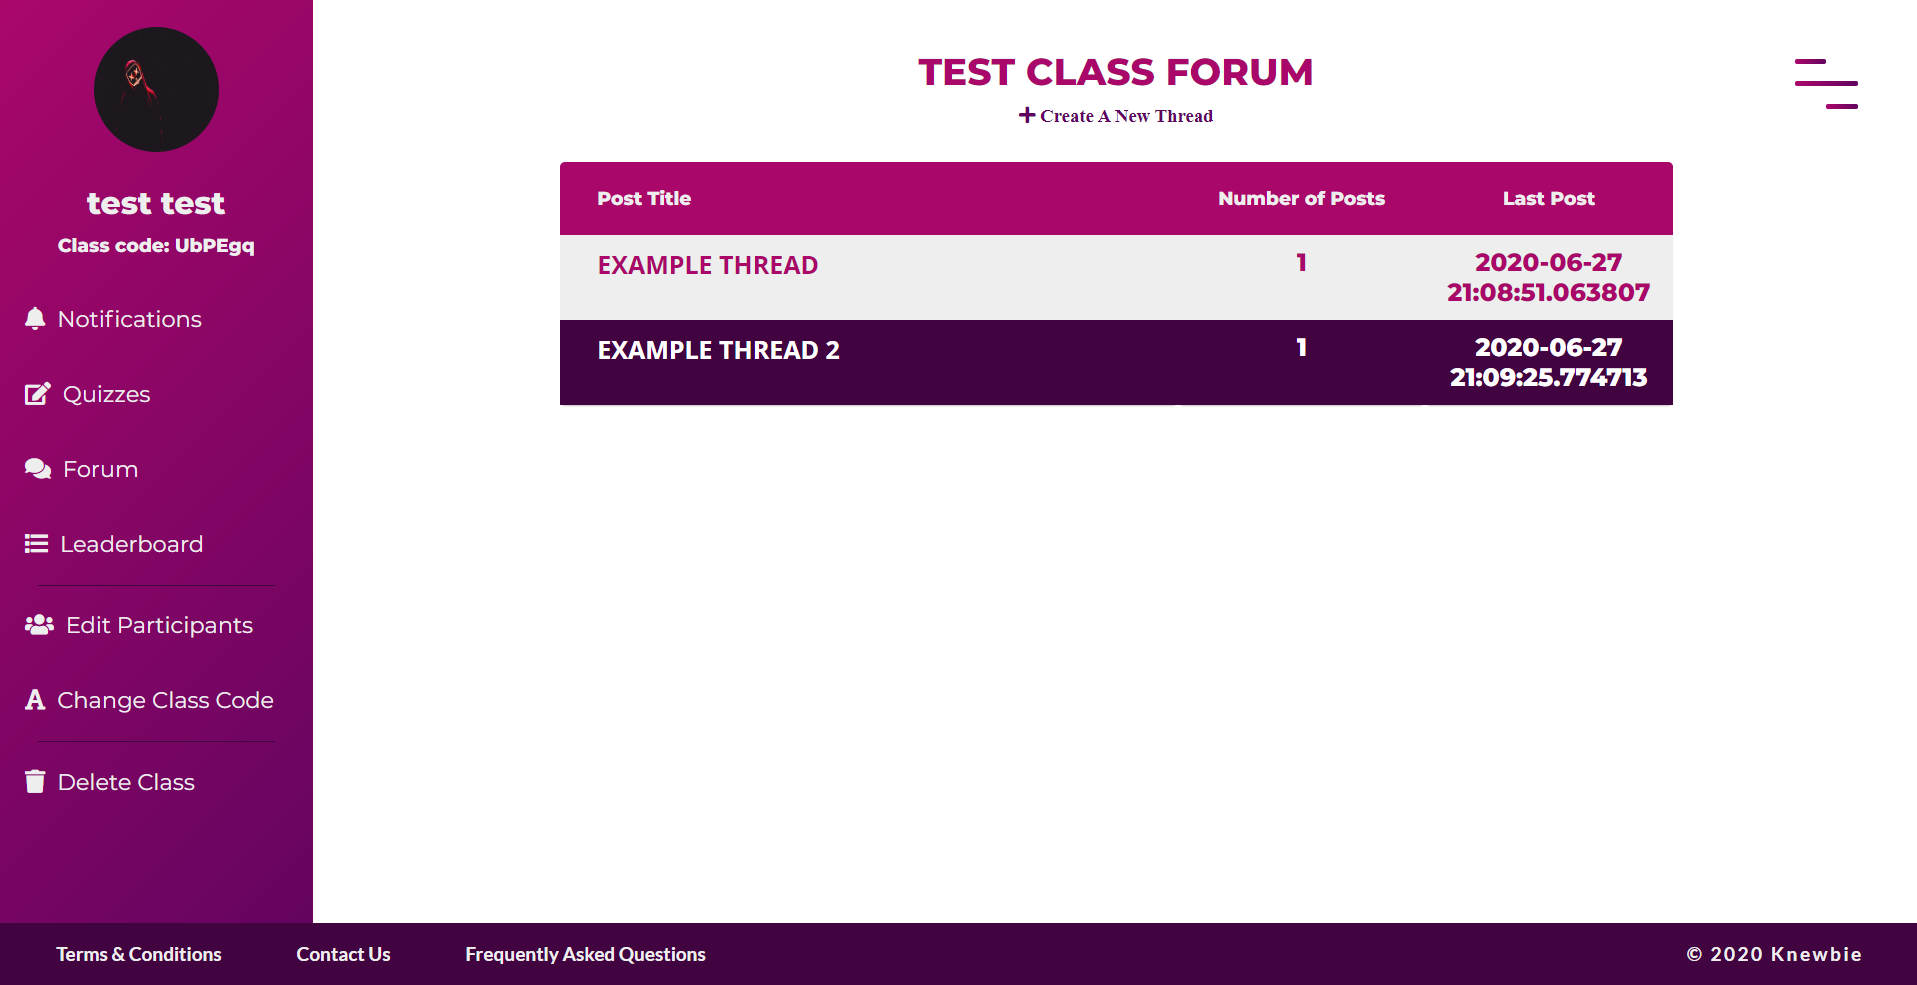 test test
Class code: UbPEgq
Notifications
Quizzes
Forum
Leaderboard
Edit Participants
Change Class Code
Delete Class
TEST CLASS FORUM
Create A New Thread
Post Title Number of Posts Last Post
EXAMPLE THREAD 1 2020-06-27
21:08:51.063807
EXAMPLE THREAD 2 1 2020-06-27
21:09:25.774713
Terms & Conditions Contact Us Frequently Asked Questions © 2020 Knewbie